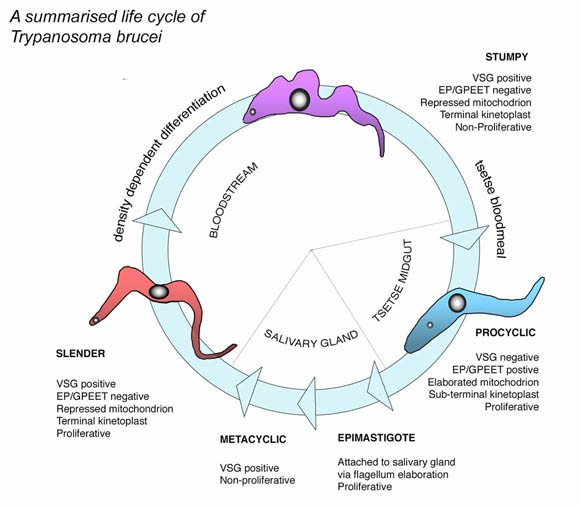 A summarised life cycle of
Trypanosoma brucei
STUMPY
VSG positive
EP/GPEET negative
Repressed mitochodrion
Terminal kinetoplast
Non-Proliferative
density dependent differentiation
BLOODSTREAM
tsetse bloodmeal
TSETSE MIDGUT
SALIVARY GLAND
PROCYCLIC
VSG negative
EP/GPEET postive
Elaborated mitochodrion
Sub-terminal kinetoplast
Proliferative
SLENDER
VSG positive
EP/GPEET negative
Repressed mitochondrion
Terminal kinetoplast
Proliferative
METACYCLIC
VSG positive
Non-proliferative
EPIMASTIGOTE
Attached to salivary gland
via flagellum elaboration
Proliferative